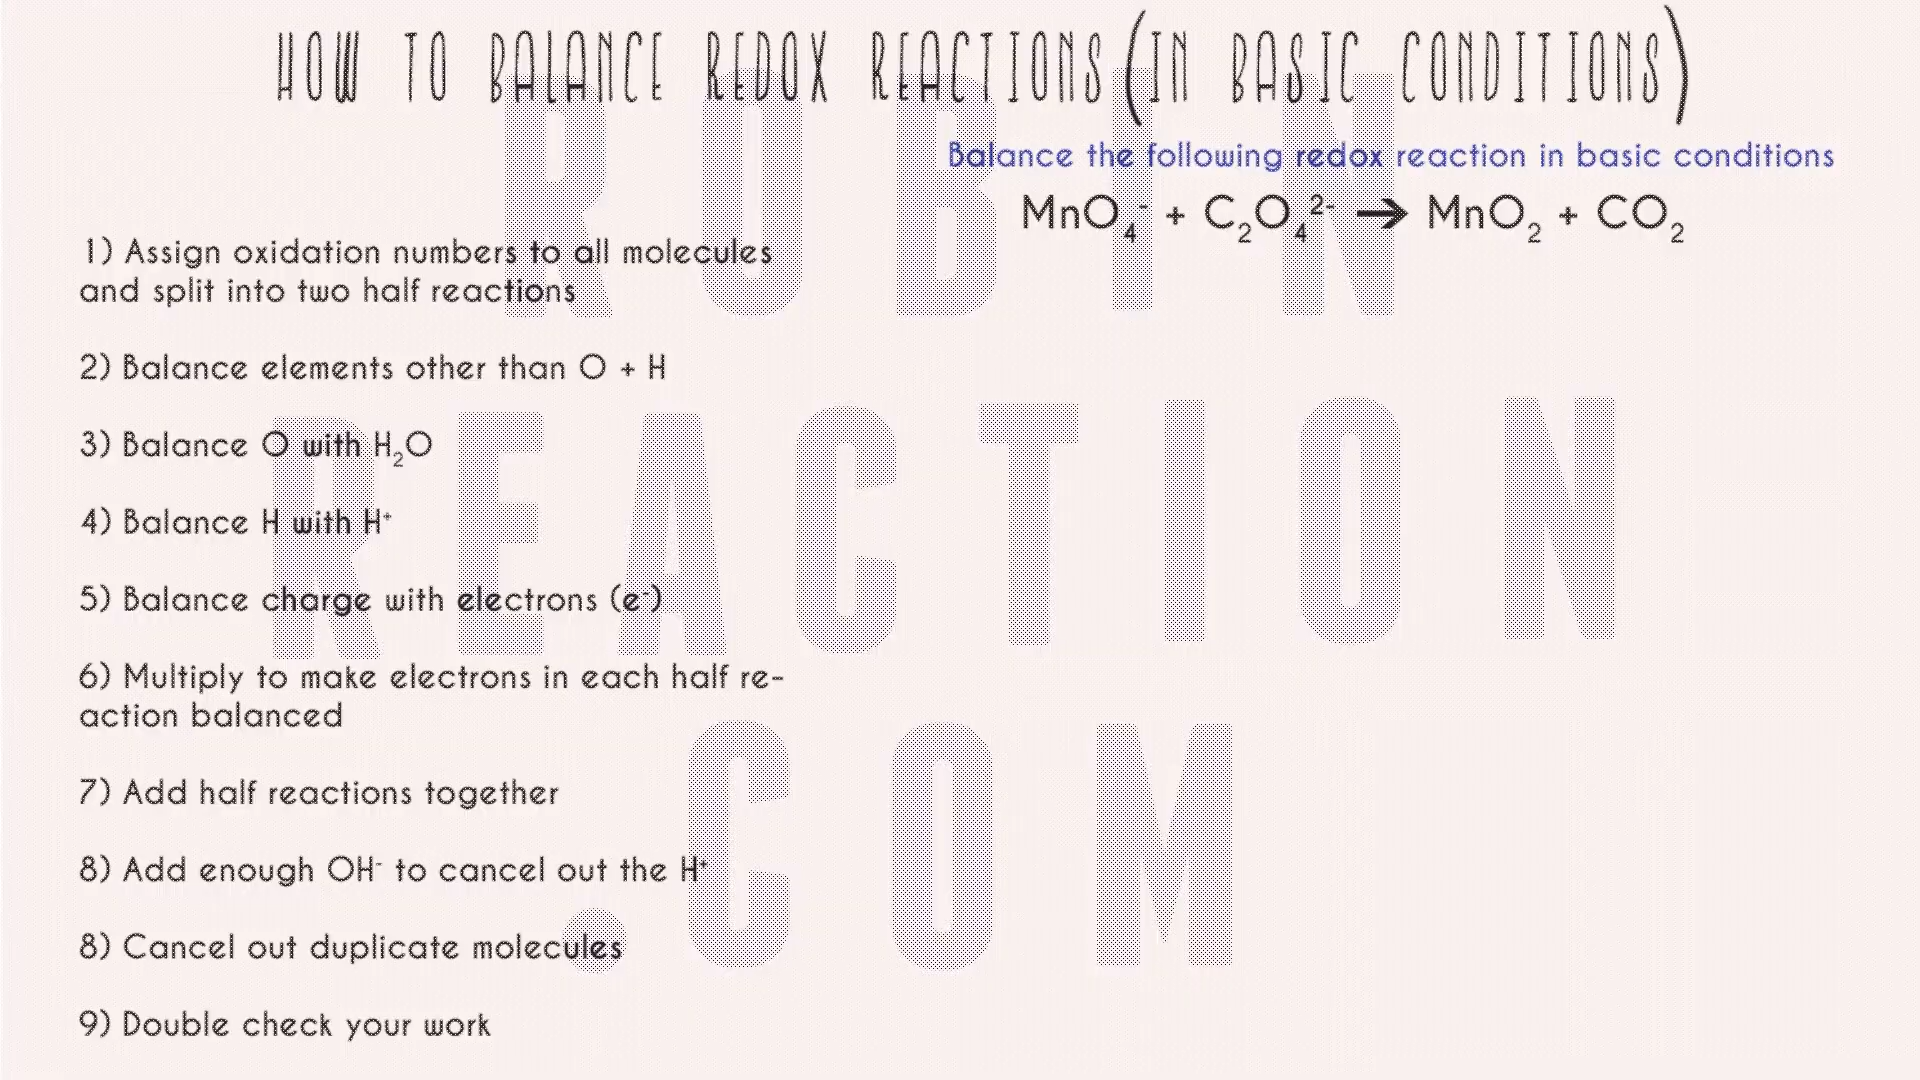 HOW TO BALANCE REDOX REACTIONS (IN BASIC CONDITIONS)
Balance the following redox reaction in basic conditions
MnO₄⁻ + C₂O₄²⁻ → MnO₂ + CO₂
1) Assign oxidation numbers to all molecules
and split into two half reactions
2) Balance elements other than O + H
3) Balance O with H₂O
4) Balance H with H⁺
5) Balance charge with electrons (e⁻)
6) Multiply to make electrons in each half re-
action balanced
7) Add half reactions together
8) Add enough OH⁻ to cancel out the H⁺
8) Cancel out duplicate molecules
9) Double check your work
ROBIN
REACTION
.COM